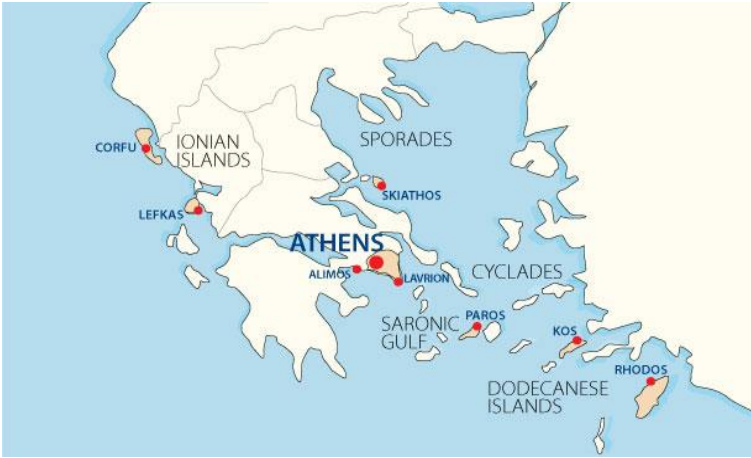 SPORADES
CORFU
IONIAN
ISLANDS
SKIATHOS
LEFKAS
ATHENS
ALIMOS
LAVRION
CYCLADES
SARONIC
GULF
PAROS
KOS
RHODOS
DODECANESE
ISLANDS